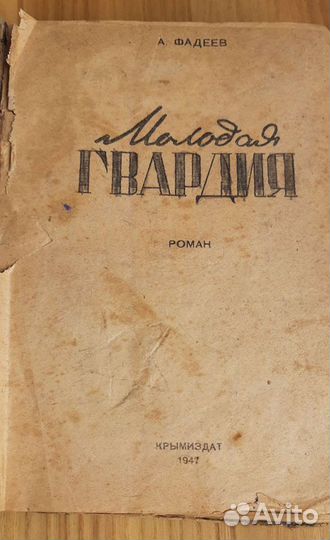 А. ФАДЕЕВ
Молодая
ГВАРДИЯ
РОМАН
КРЫМИЗДАТ
1947
Avito